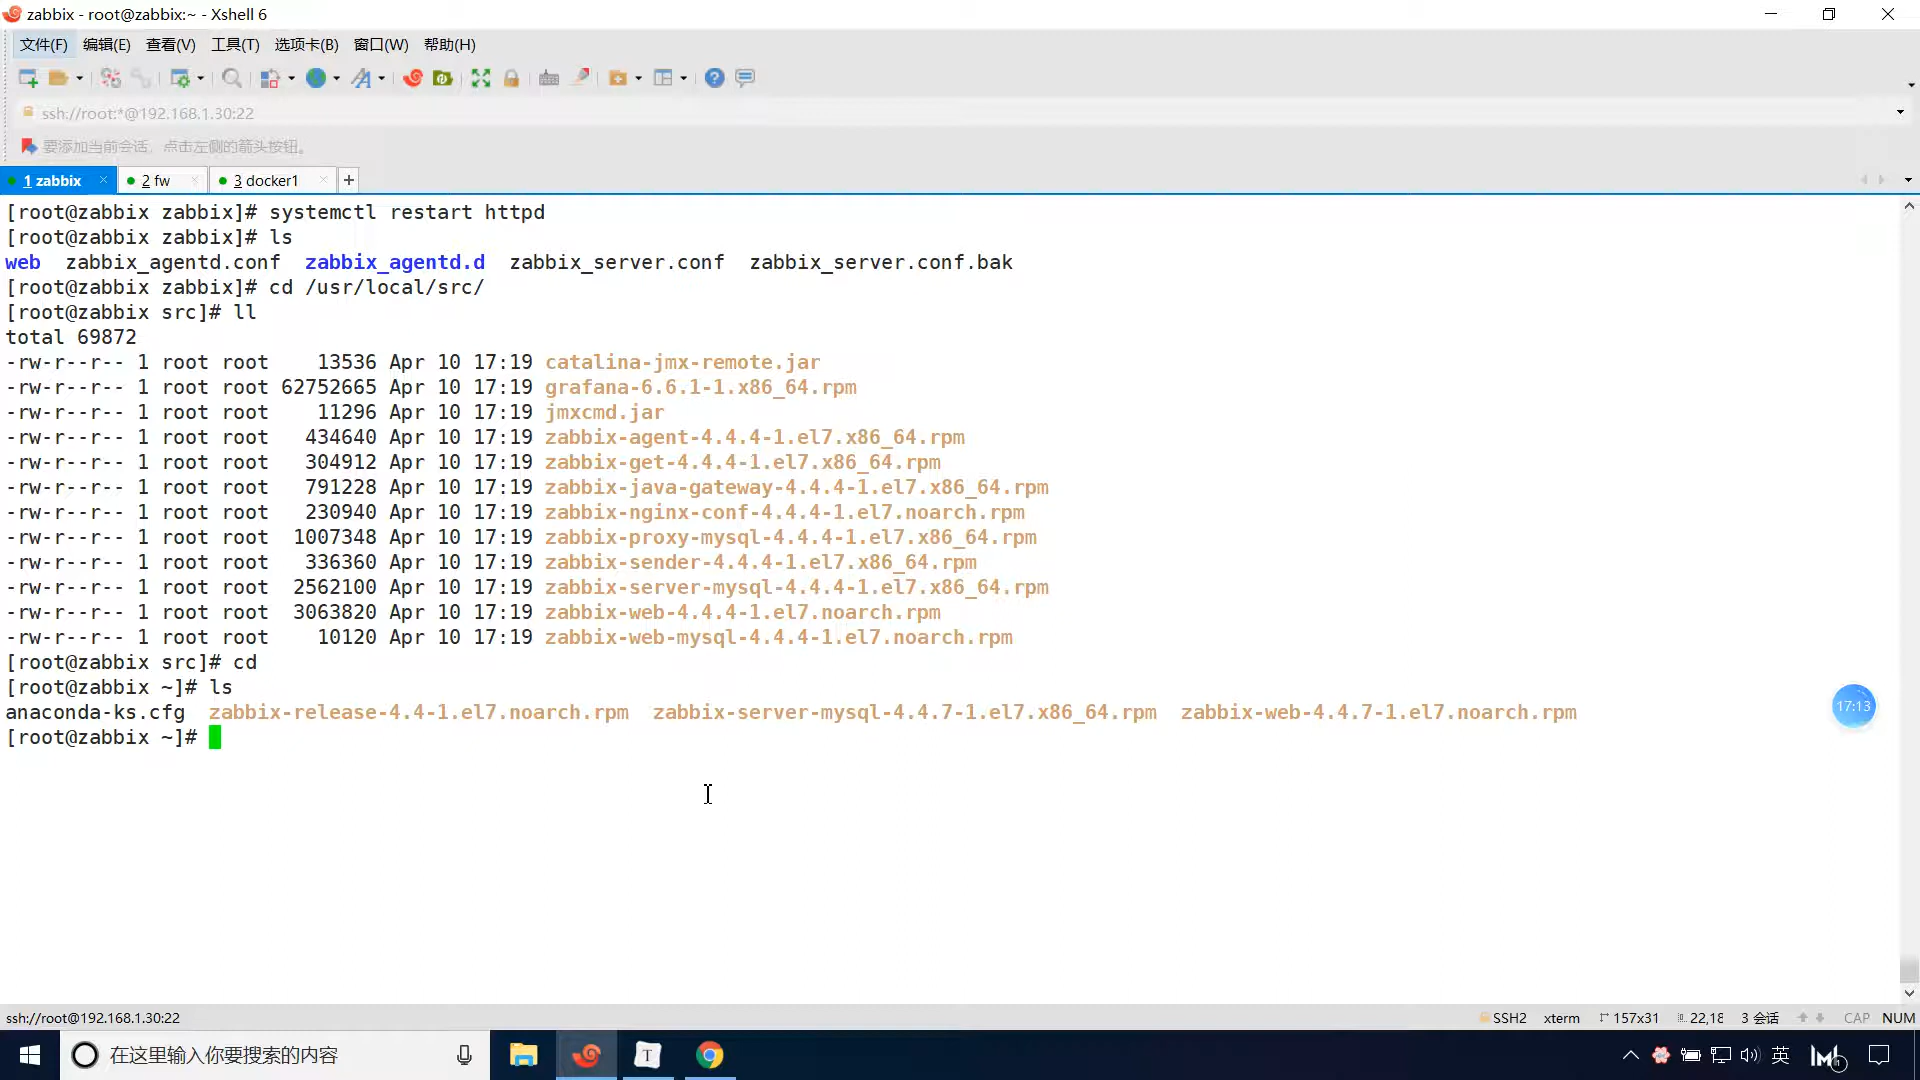 zabbix - root@zabbix:~ - Xshell 6
文件(F) 编辑(E) 查看(V) 工具(T) 选项卡(B) 窗口(W) 帮助(H)
ssh://root:*@192.168.1.30:22
要添加当前会话，点击左侧的箭头按钮。
1 zabbix 2 fw 3 docker1
[root@zabbix zabbix]# systemctl restart httpd
[root@zabbix zabbix]# ls
web zabbix_agentd.conf zabbix_agentd.d zabbix_server.conf zabbix_server.conf.bak
[root@zabbix zabbix]# cd /usr/local/src/
[root@zabbix src]# ll
total 69872
-rw-r--r-- 1 root root 13536 Apr 10 17:19 catalina-jmx-remote.jar
-rw-r--r-- 1 root root 62752665 Apr 10 17:19 grafana-6.6.1-1.x86_64.rpm
-rw-r--r-- 1 root root 11296 Apr 10 17:19 jmxcmd.jar
-rw-r--r-- 1 root root 434640 Apr 10 17:19 zabbix-agent-4.4.4-1.el7.x86_64.rpm
-rw-r--r-- 1 root root 304912 Apr 10 17:19 zabbix-get-4.4.4-1.el7.x86_64.rpm
-rw-r--r-- 1 root root 791228 Apr 10 17:19 zabbix-java-gateway-4.4.4-1.el7.x86_64.rpm
-rw-r--r-- 1 root root 230940 Apr 10 17:19 zabbix-nginx-conf-4.4.4-1.el7.noarch.rpm
-rw-r--r-- 1 root root 1007348 Apr 10 17:19 zabbix-proxy-mysql-4.4.4-1.el7.x86_64.rpm
-rw-r--r-- 1 root root 336360 Apr 10 17:19 zabbix-sender-4.4.4-1.el7.x86_64.rpm
-rw-r--r-- 1 root root 2562100 Apr 10 17:19 zabbix-server-mysql-4.4.4-1.el7.x86_64.rpm
-rw-r--r-- 1 root root 3063820 Apr 10 17:19 zabbix-web-4.4.4-1.el7.noarch.rpm
-rw-r--r-- 1 root root 10120 Apr 10 17:19 zabbix-web-mysql-4.4.4-1.el7.noarch.rpm
[root@zabbix src]# cd
[root@zabbix ~]# ls
anaconda-ks.cfg zabbix-release-4.4-1.el7.noarch.rpm zabbix-server-mysql-4.4.7-1.el7.x86_64.rpm zabbix-web-4.4.7-1.el7.noarch.rpm
17:13
[root@zabbix ~]#
ssh://root@192.168.1.30:22 SSH2 xterm 157x31 22,18 3 会话 CAP NUM
在这里输入你要搜索的内容 T 英